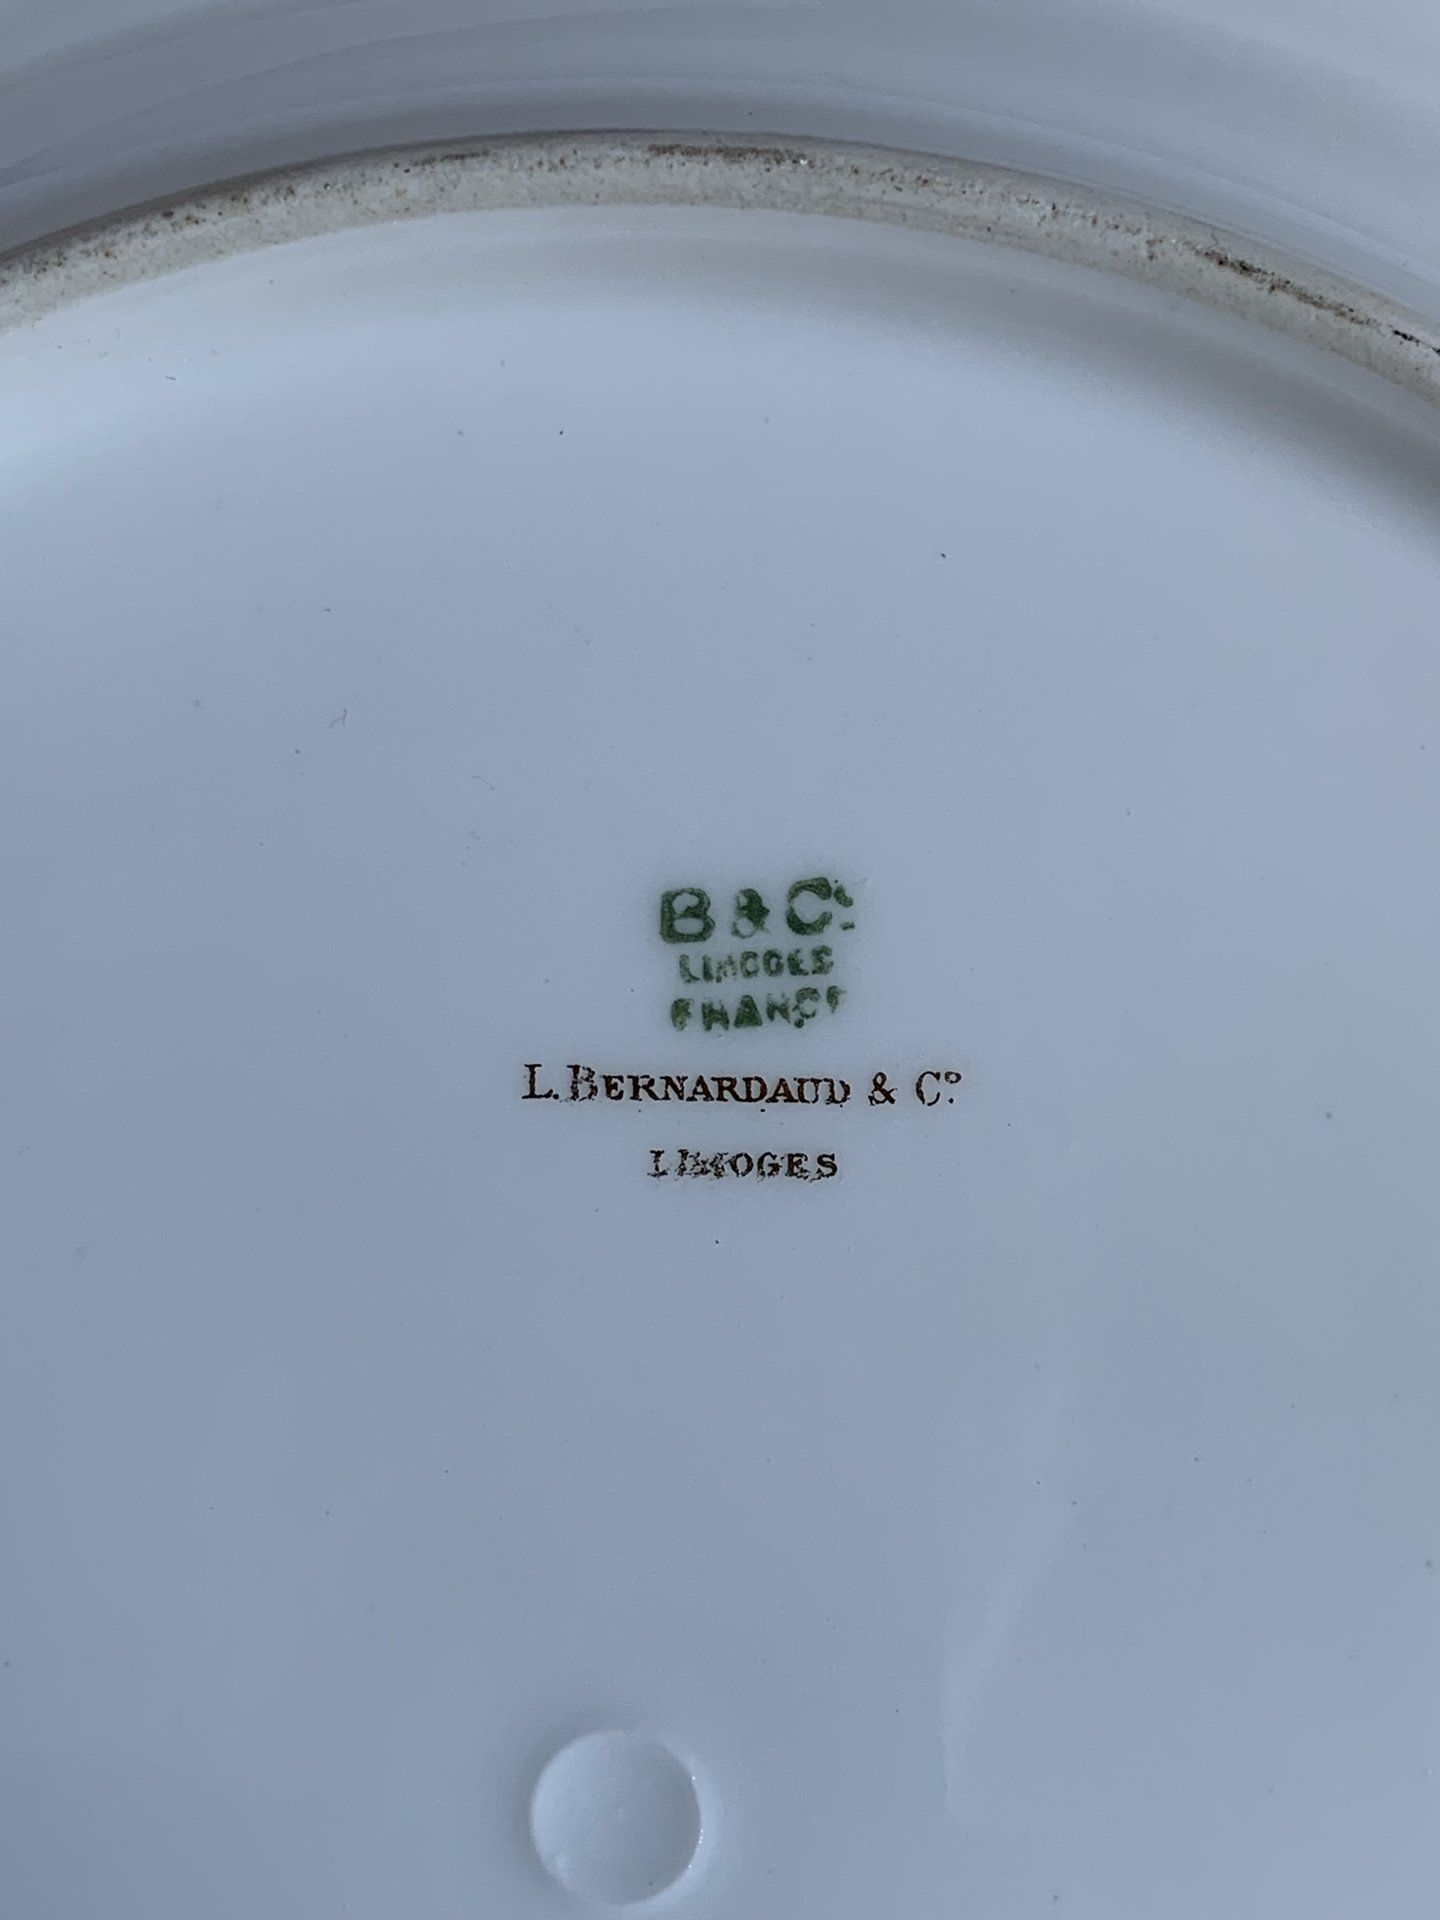 B & Co
LIMOGES
FRANCE
L. BERNARDAUD & Co.
LIMOGES